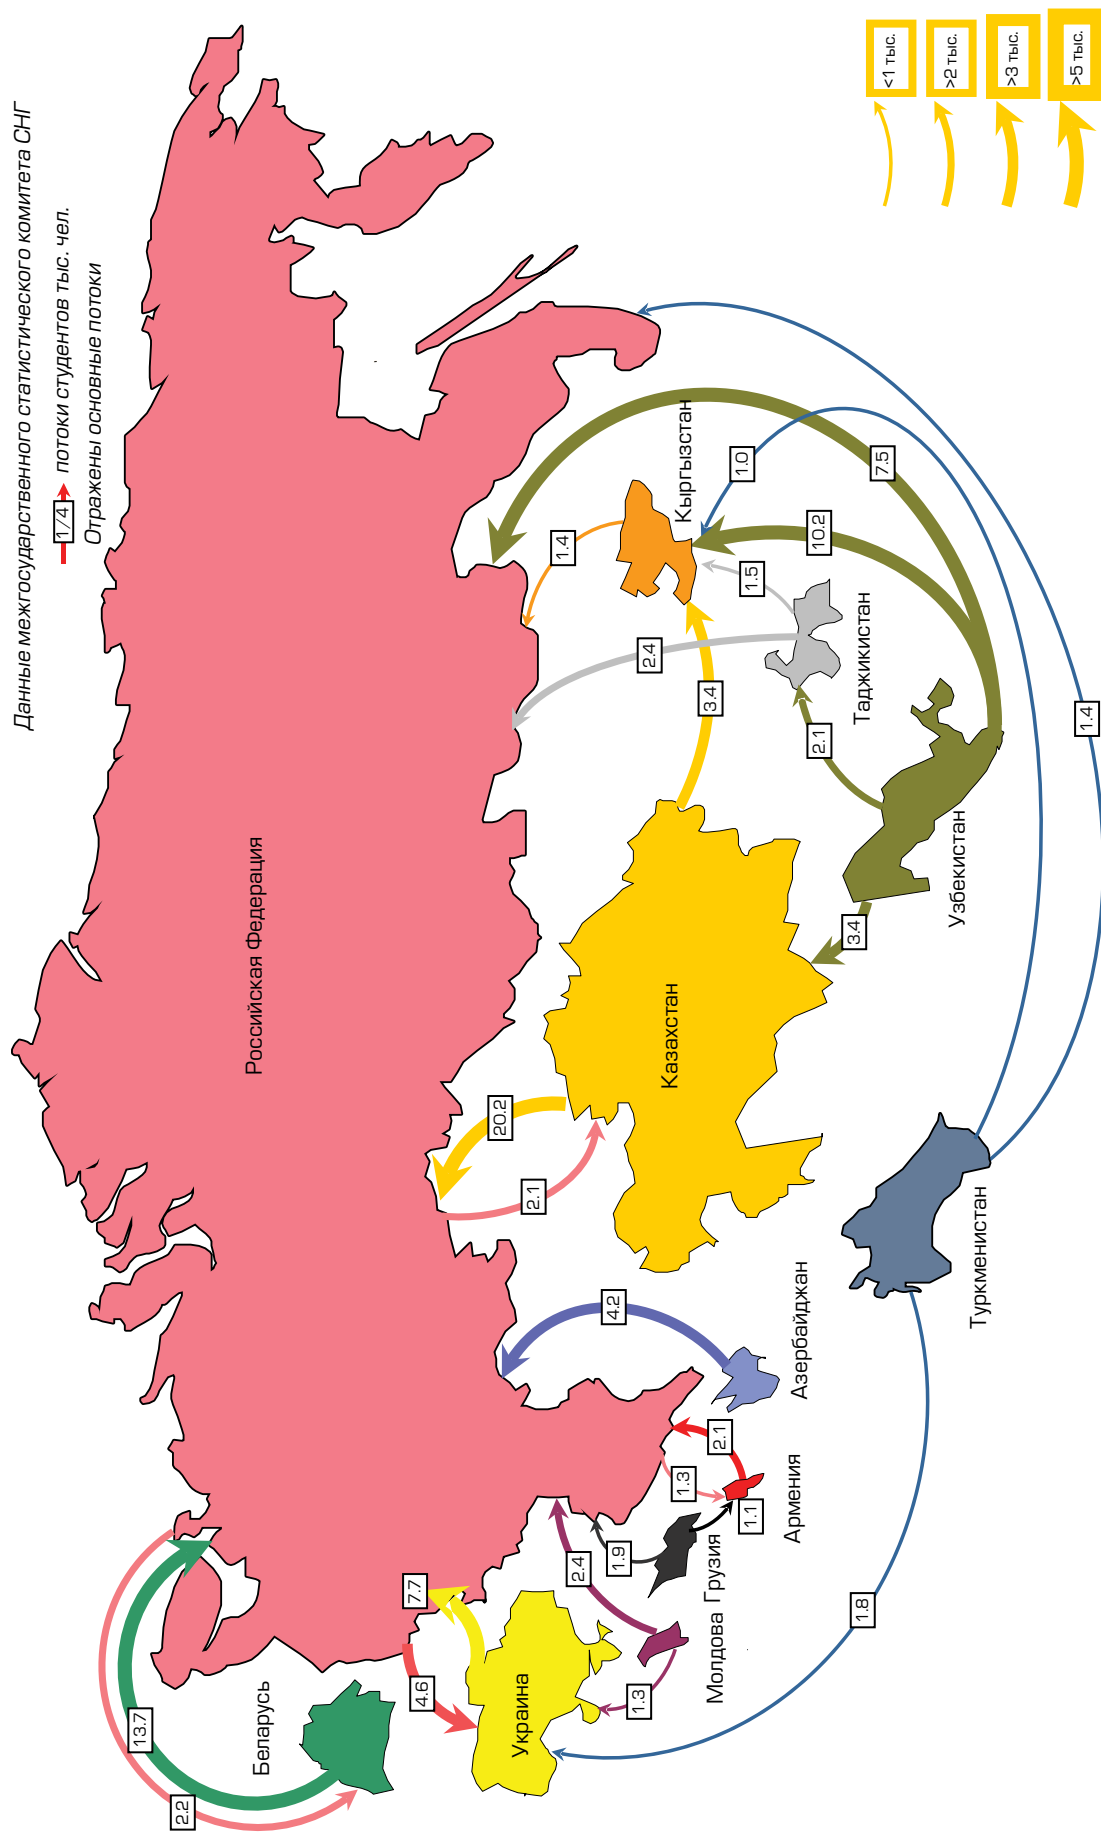 Данные межгосударственного статистического комитета СНГ
1/4 потоки студентов тыс. чел.
Отражены основные потоки
<1 тыс.
>2 тыс.
>3 тыс.
>5 тыс.
Российская Федерация
Беларусь
13.7
2.2
7.7
4.6
Украина
1.3
2.4
Молдова
Грузия
1.9
1.1
1.3
2.1
Армения
Азербайджан
4.2
2.1
20.2
Казахстан
3.4
3.4
2.4
1.4
Кыргызстан
1.5
1.0
10.2
7.5
Таджикистан
2.1
Узбекистан
Туркменистан
1.8
1.4